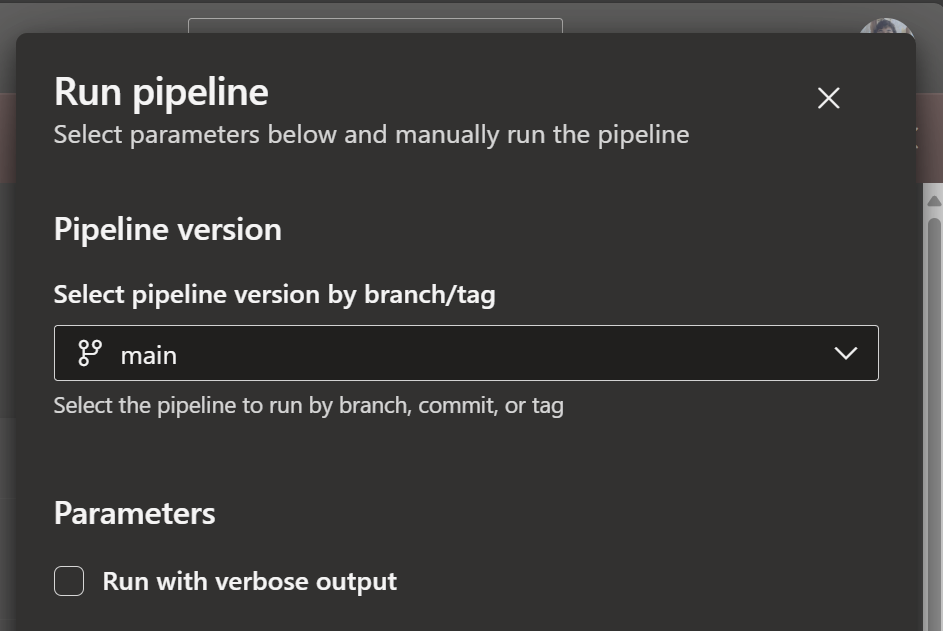 Run pipeline
Select parameters below and manually run the pipeline
Pipeline version
Select pipeline version by branch/tag
main
Select the pipeline to run by branch, commit, or tag
Parameters
Run with verbose output